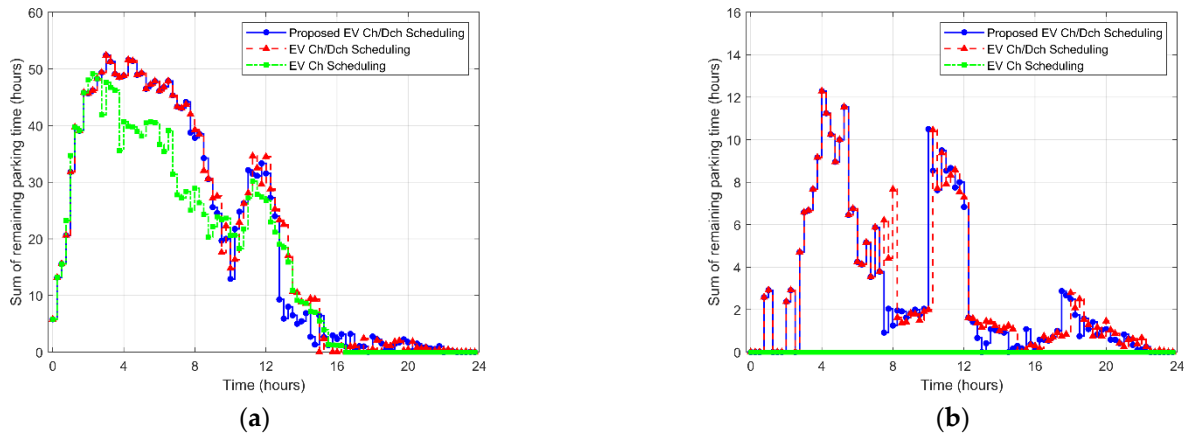 Sum of remaining parking time (hours)
60
50
40
30
20
10
0
Proposed EV Ch/Dch Scheduling
EV Ch/Dch Scheduling
EV Ch Scheduling
0 4 8 12 16 20 24
Time (hours)
(a)
Sum of remaining parking time (hours)
16
14
12
10
8
6
4
2
0
Proposed EV Ch/Dch Scheduling
EV Ch/Dch Scheduling
EV Ch Scheduling
0 4 8 12 16 20 24
Time (hours)
(b)